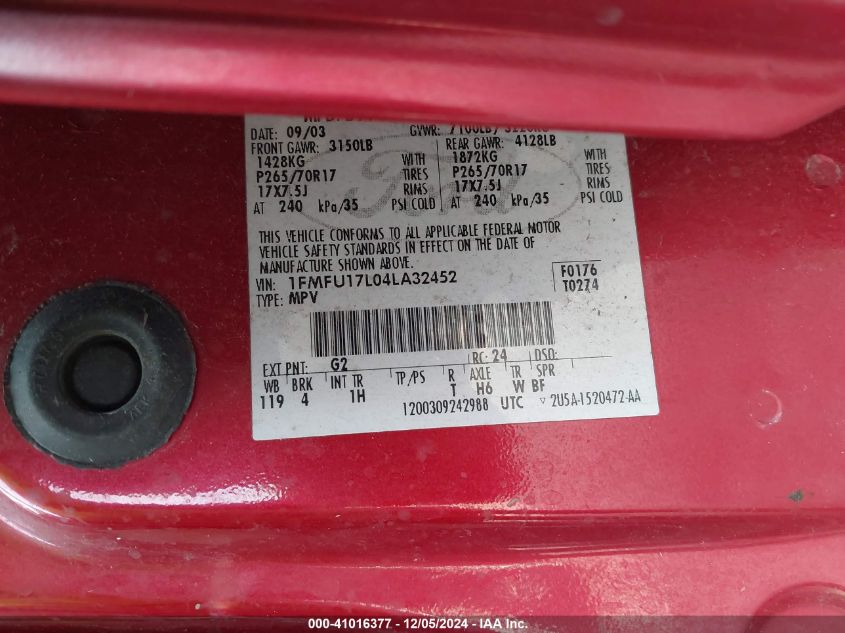 DATE: 09/03 GVWR: 7100LB/ 3220KG
FRONT GAWR: 3150LB REAR GAWR: 4128LB
1428KG WITH 1872KG WITH
P265/70R17 TIRES P265/70R17 TIRES
17X7.5J RIMS 17X7.5J RIMS
AT 240 kPa/35 PSI COLD AT 240 kPa/35 PSI COLD
Ford
THIS VEHICLE CONFORMS TO ALL APPLICABLE FEDERAL MOTOR
VEHICLE SAFETY STANDARDS IN EFFECT ON THE DATE OF
MANUFACTURE SHOWN ABOVE.
VIN: 1FMFU17L04LA32452 F0176
TYPE: MPV T0274
EXT PNT: G2 RC: 24 DSO:
WB BRK INT TR TP/PS R AXLE TR SPR
119 4 1H T H6 W BF
1200309242988 UTC ▽ 2U5A-1520472-AA
000-41016377 - 12/05/2024 - IAA Inc.